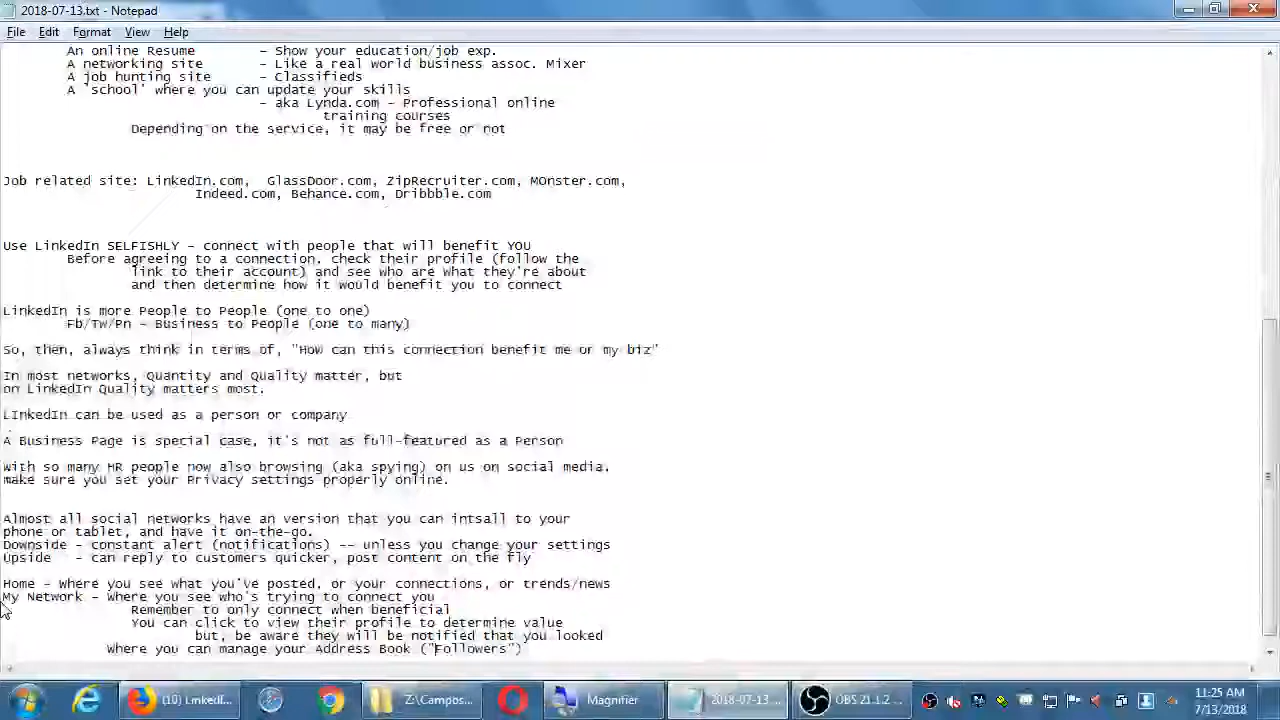 2018-07-13.txt - Notepad
File Edit Format View Help
An online Resume - Show your education/job exp.
A networking site - Like a real world business assoc. Mixer
A job hunting site - Classifieds
A 'school' where you can update your skills
- aka Lynda.com - Professional online
training courses
Depending on the service, it may be free or not
Job related site: LinkedIn.com, GlassDoor.com, ZipRecruiter.com, MOnster.com,
Indeed.com, Behance.com, Dribbble.com
Use LinkedIn SELFISHLY - connect with people that will benefit YOU
Before agreeing to a connection, check their profile (follow the
link to their account) and see who are what they're about
and then determine how it would benefit you to connect
LinkedIn is more People to People (one to one)
Fb/Tw/Pn - Business to People (one to many)
So, then, always think in terms of, "How can this connection benefit me or my biz"
In most networks, Quantity and Quality matter, but
on LinkedIn Quality matters most.
LInkedIn can be used as a person or company
A Business Page is special case, it's not as full-featured as a Person
With so many HR people now also browsing (aka spying) on us on social media,
make sure you set your Privacy settings properly online.
Almost all social networks have an version that you can intsall to your
phone or tablet, and have it on-the-go.
Downside - constant alert (notifications) -- unless you change your settings
Upside - can reply to customers quicker, post content on the fly
Home - Where you see what you've posted, or your connections, or trends/news
My Network - Where you see who's trying to connect you
Remember to only connect when beneficial
You can click to view their profile to determine value
but, be aware they will be notified that you looked
Where you can manage your Address Book ("Followers")
(10) LinkedI... Z:\Campos... Magnifier 2018-07-13... OBS 21.1.2 ... 11:25 AM
7/13/2018